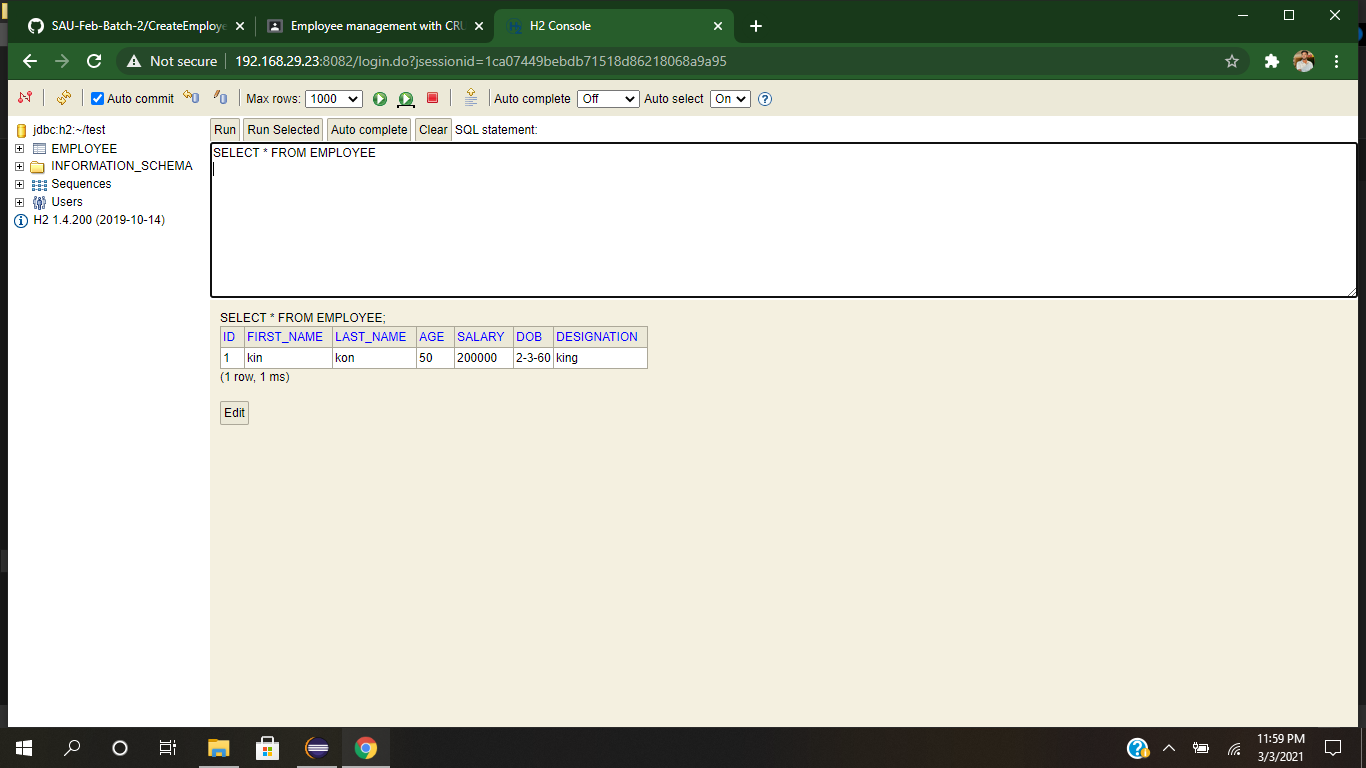 SAU-Feb-Batch-2/CreateEmploye
Employee management with CRU
H2 Console
Not secure
192.168.29.23:8082/login.do?jsessionid=1ca07449bebdb71518d86218068a9a95
Auto commit
Max rows: 1000
Auto complete Off
Auto select On
jdbc:h2:~/test
EMPLOYEE
INFORMATION_SCHEMA
Sequences
Users
H2 1.4.200 (2019-10-14)
Run Run Selected Auto complete Clear SQL statement:
SELECT * FROM EMPLOYEE
SELECT * FROM EMPLOYEE;
ID FIRST_NAME LAST_NAME AGE SALARY DOB DESIGNATION
1 kin kon 50 200000 2-3-60 king
(1 row, 1 ms)
Edit
11:59 PM
3/3/2021